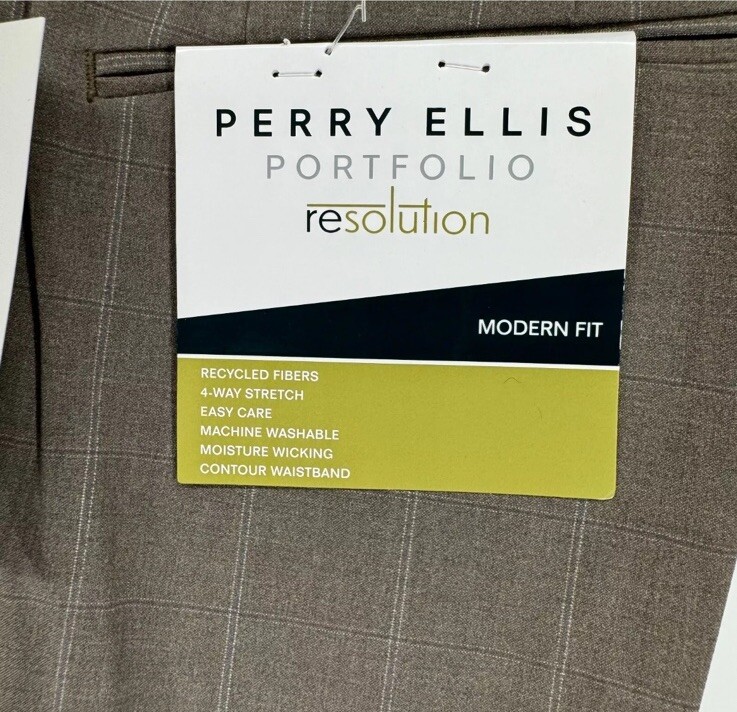 PERRY ELLIS
PORTFOLIO
resolution
MODERN FIT
RECYCLED FIBERS
4-WAY STRETCH
EASY CARE
MACHINE WASHABLE
MOISTURE WICKING
CONTOUR WAISTBAND